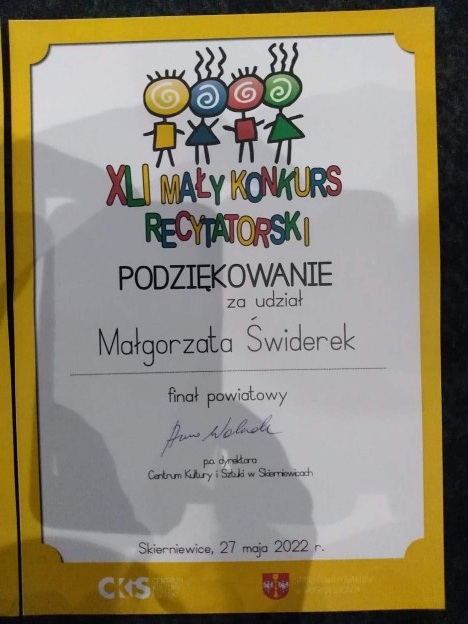 XLI MAŁY KONKURS
RECYTATORSKI
PODZIĘKOWANIE
za udział
Małgorzata Świderek
finał powiatowy
p.o. dyrektora
Centrum Kultury i Sztuki w Skierniewicach
Skierniewice, 27 maja 2022 r.
CKiS